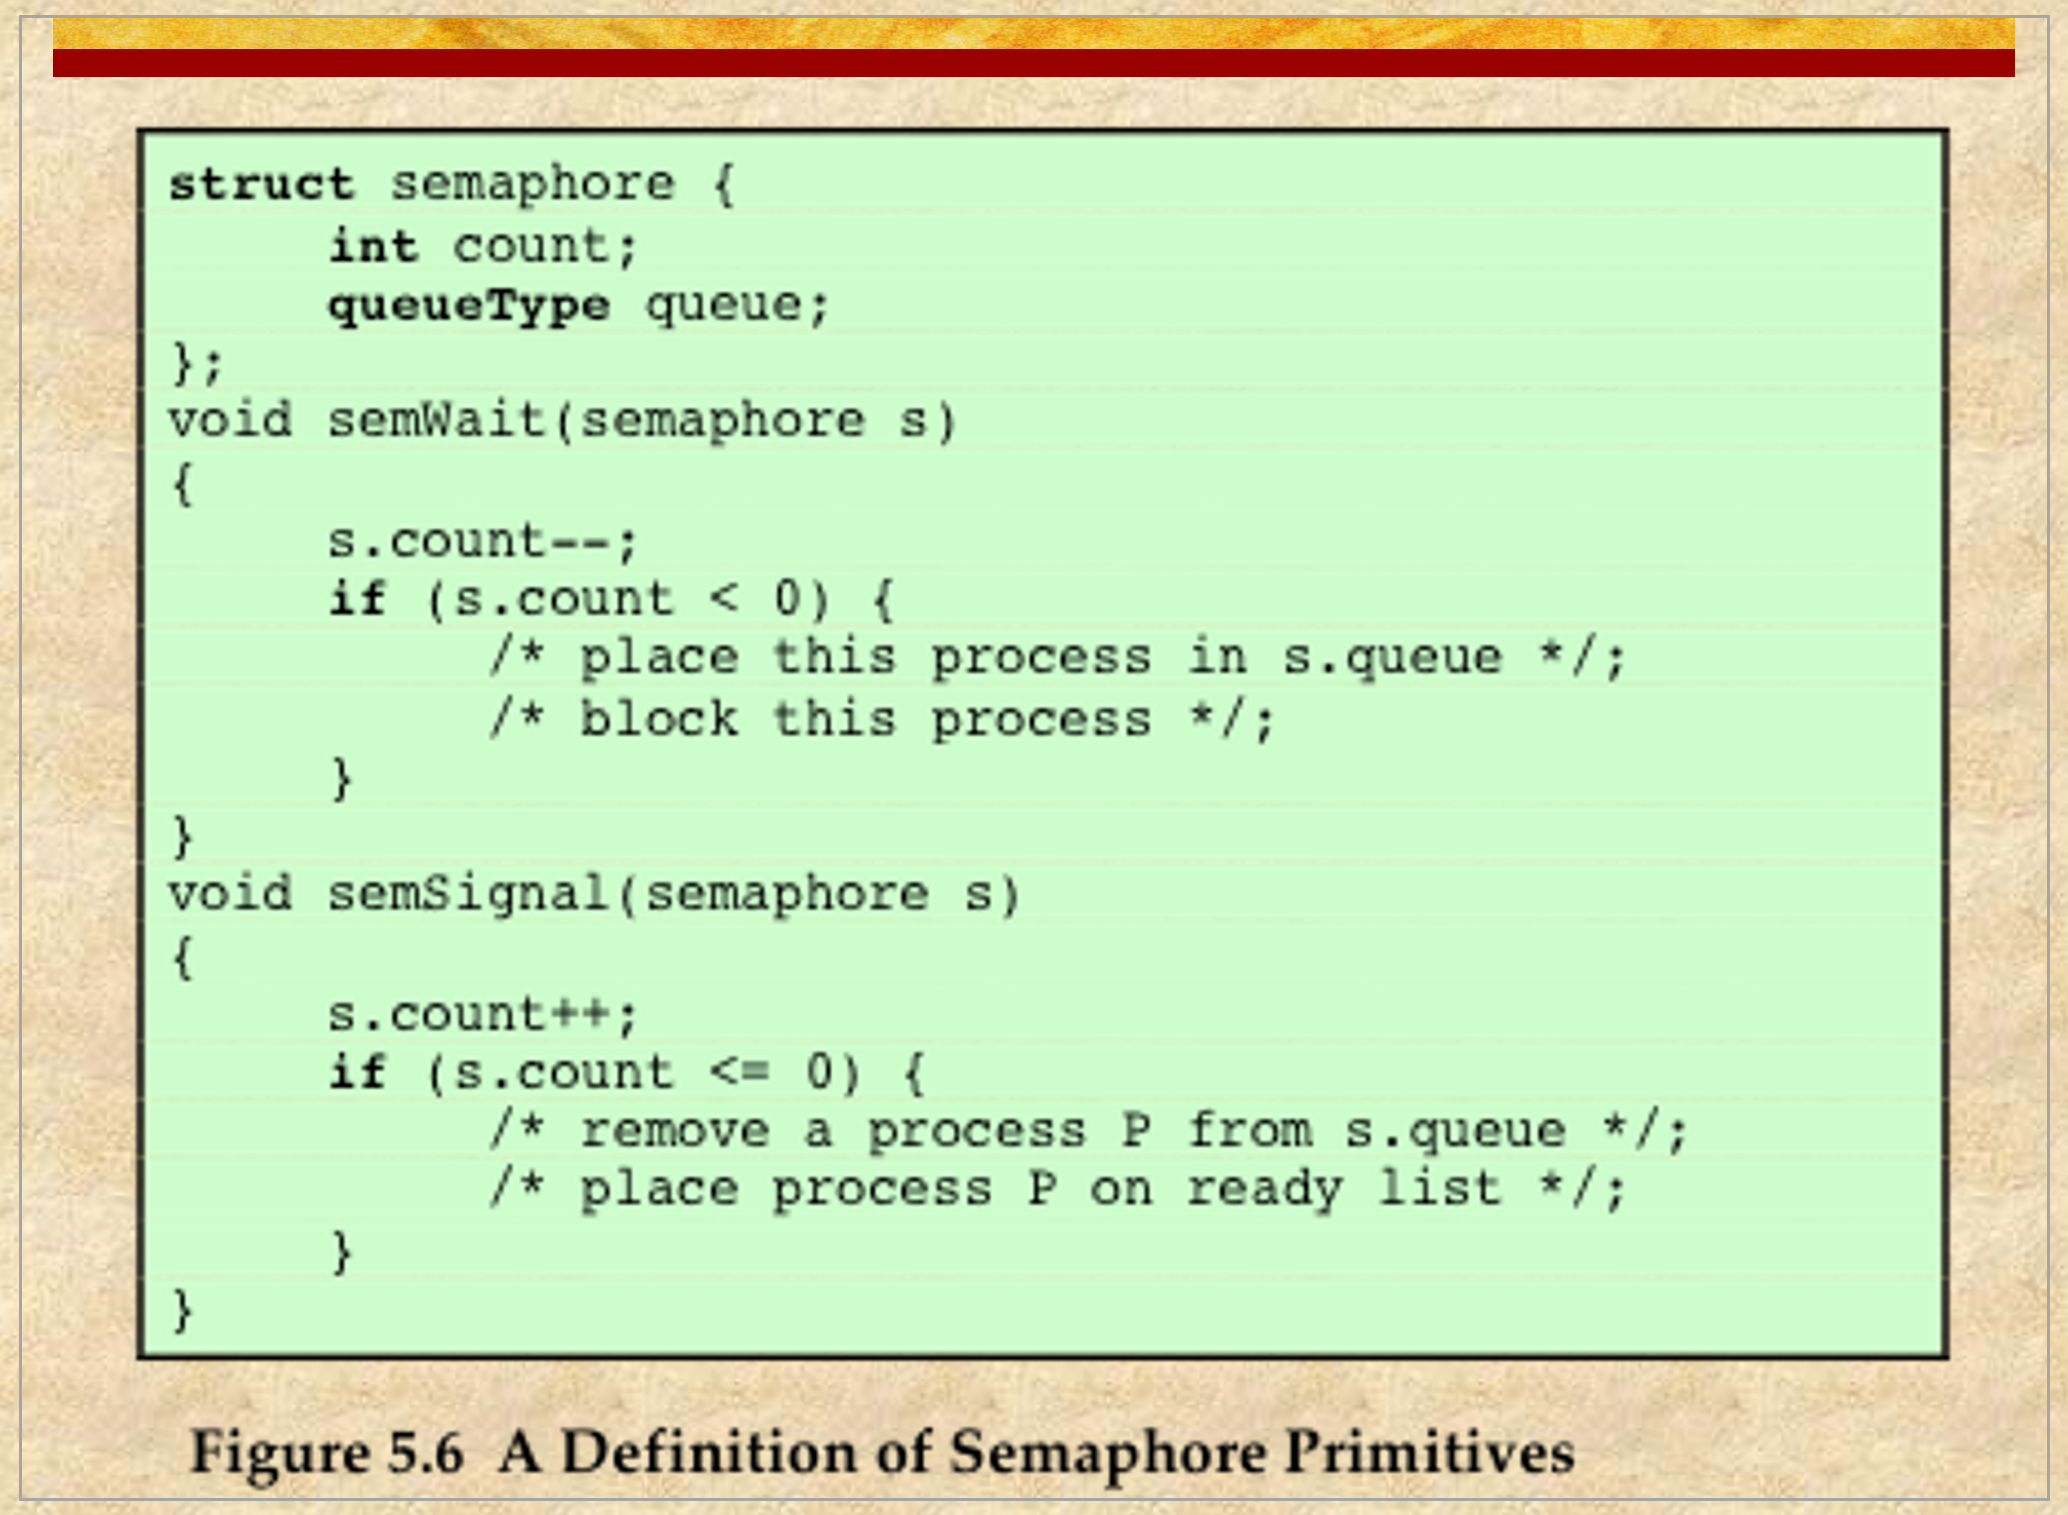 struct semaphore {
     int count;
     queueType queue;
};
void semWait(semaphore s)
{
     s.count--;
     if (s.count < 0) {
          /* place this process in s.queue */;
          /* block this process */;
     }
}
void semSignal(semaphore s)
{
     s.count++;
     if (s.count <= 0) {
          /* remove a process P from s.queue */;
          /* place process P on ready list */;
     }
}
Figure 5.6 A Definition of Semaphore Primitives